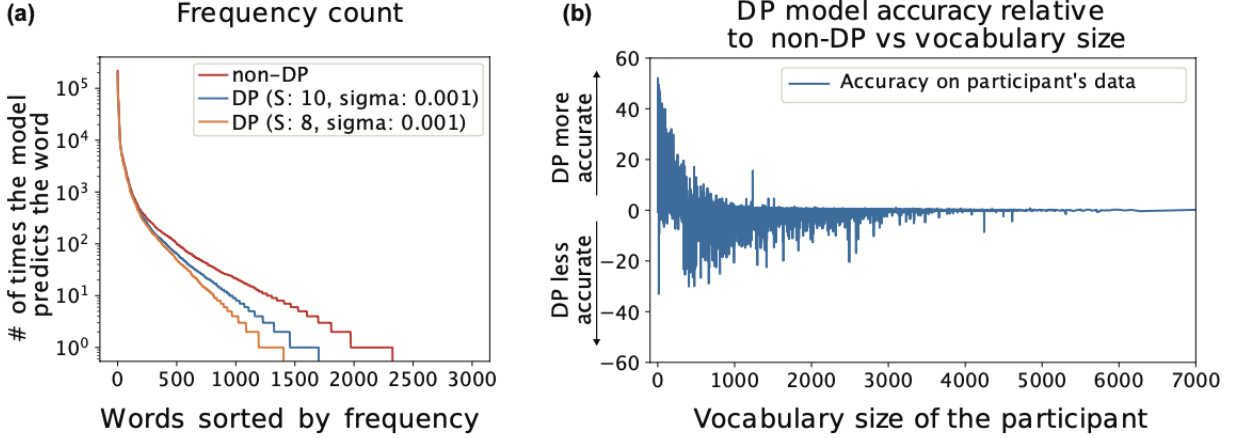 (a)
Frequency count
# of times the model
predicts the word
10^5
10^4
10^3
10^2
10^1
10^0
non-DP
DP (S: 10, sigma: 0.001)
DP (S: 8, sigma: 0.001)
0 500 1000 1500 2000 2500 3000
Words sorted by frequency
(b)
DP model accuracy relative
to non-DP vs vocabulary size
DP more
accurate
DP less
accurate
60
40
20
0
−20
−40
−60
Accuracy on participant's data
0 1000 2000 3000 4000 5000 6000 7000
Vocabulary size of the participant